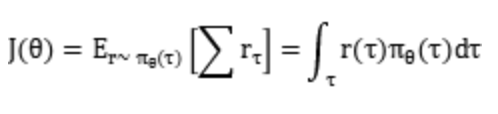 J(θ) = E_{r~ π_θ(τ)} [∑ r_τ] = ∫_τ r(τ)π_θ(τ)dτ